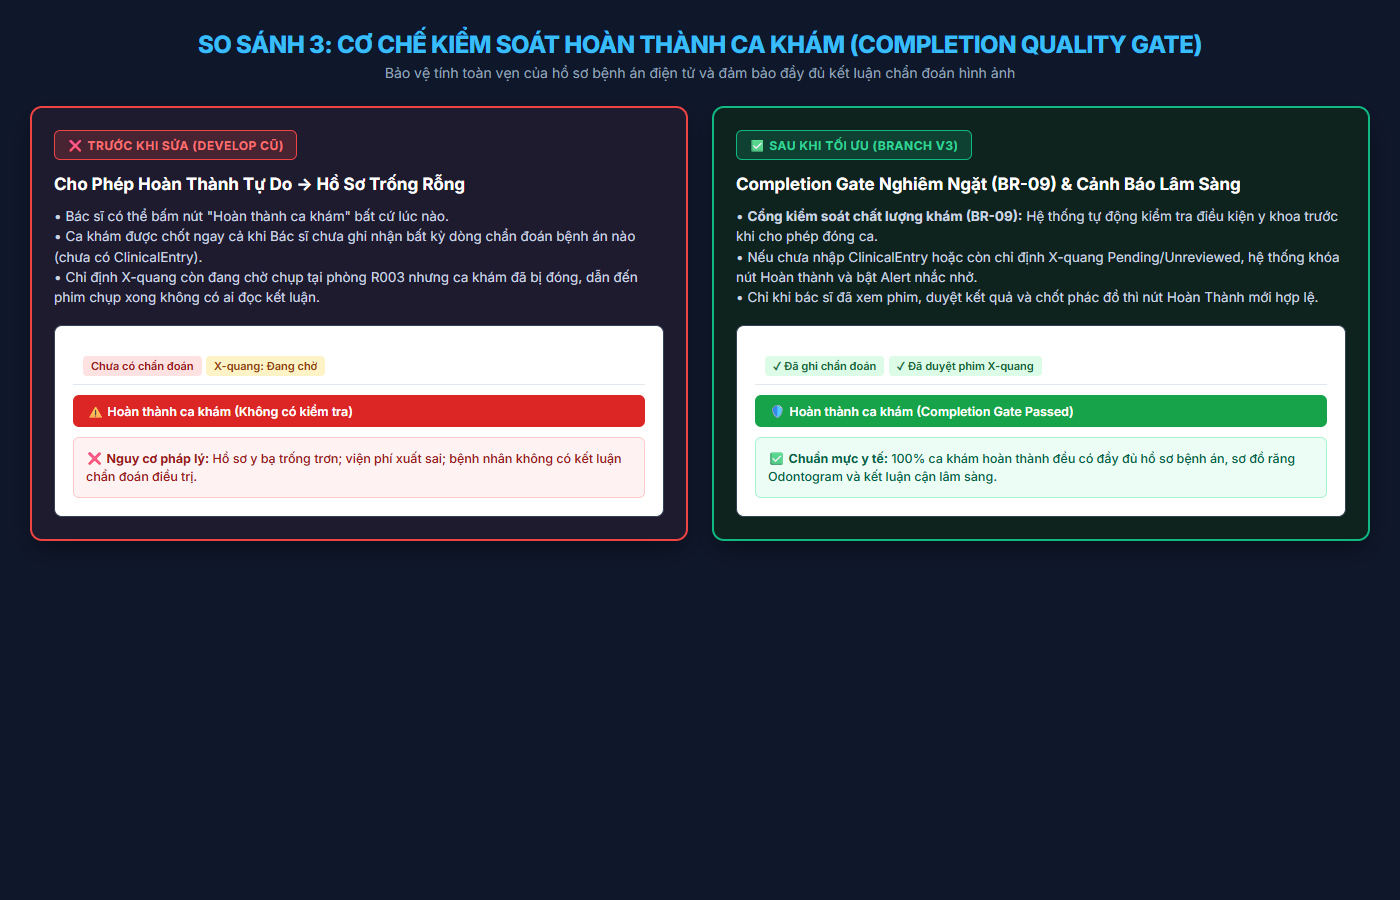 SO SÁNH 3: CƠ CHẾ KIỂM SOÁT HOÀN THÀNH CA KHÁM (COMPLETION QUALITY GATE)
Bảo vệ tính toàn vẹn của hồ sơ bệnh án điện tử và đảm bảo đầy đủ kết luận chẩn đoán hình ảnh
❌ TRƯỚC KHI SỬA (DEVELOP CŨ)
Cho Phép Hoàn Thành Tự Do → Hồ Sơ Trống Rỗng
• Bác sĩ có thể bấm nút "Hoàn thành ca khám" bất cứ lúc nào.
• Ca khám được chốt ngay cả khi Bác sĩ chưa ghi nhận bất kỳ dòng chẩn đoán bệnh án nào
(chưa có ClinicalEntry).
• Chỉ định X-quang còn đang chờ chụp tại phòng R003 nhưng ca khám đã bị đóng, dẫn đến
phim chụp xong không có ai đọc kết luận.
Chưa có chẩn đoán X-quang: Đang chờ
⚠️ Hoàn thành ca khám (Không có kiểm tra)
❌ Nguy cơ pháp lý: Hồ sơ y bạ trống trơn; viện phí xuất sai; bệnh nhân không có kết luận
chẩn đoán điều trị.
✅ SAU KHI TỐI ƯU (BRANCH V3)
Completion Gate Nghiêm Ngặt (BR-09) & Cảnh Báo Lâm Sàng
• Cổng kiểm soát chất lượng khám (BR-09): Hệ thống tự động kiểm tra điều kiện y khoa trước
khi cho phép đóng ca.
• Nếu chưa nhập ClinicalEntry hoặc còn chỉ định X-quang Pending/Unreviewed, hệ thống khóa
nút Hoàn thành và bật Alert nhắc nhở.
• Chỉ khi bác sĩ đã xem phim, duyệt kết quả và chốt phác đồ thì nút Hoàn Thành mới hợp lệ.
✓ Đã ghi chẩn đoán ✓ Đã duyệt phim X-quang
🛡️ Hoàn thành ca khám (Completion Gate Passed)
✅ Chuẩn mực y tế: 100% ca khám hoàn thành đều có đầy đủ hồ sơ bệnh án, sơ đồ răng
Odontogram và kết luận cận lâm sàng.